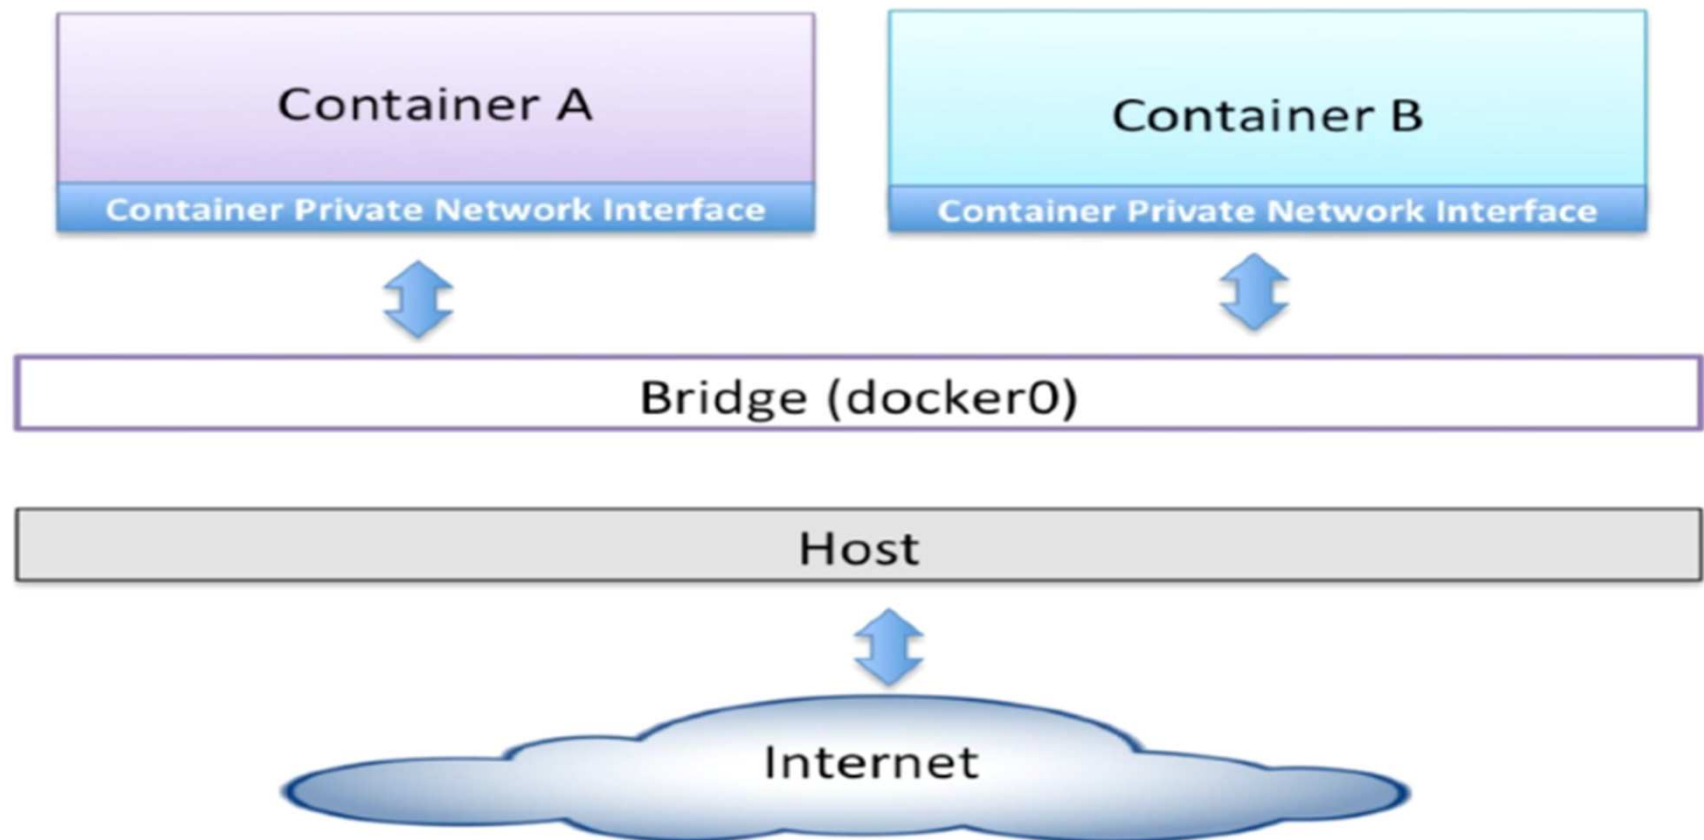 Container A
Container B
Container Private Network Interface
Container Private Network Interface
Bridge (docker0)
Host
Internet